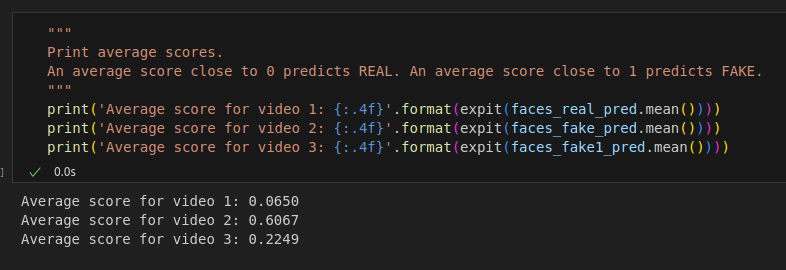 """
Print average scores.
An average score close to 0 predicts REAL. An average score close to 1 predicts FAKE.
"""
print('Average score for video 1: {:.4f}'.format(expit(faces_real_pred.mean())))
print('Average score for video 2: {:.4f}'.format(expit(faces_fake_pred.mean())))
print('Average score for video 3: {:.4f}'.format(expit(faces_fake1_pred.mean())))
] ✓ 0.0s
Average score for video 1: 0.0650
Average score for video 2: 0.6067
Average score for video 3: 0.2249